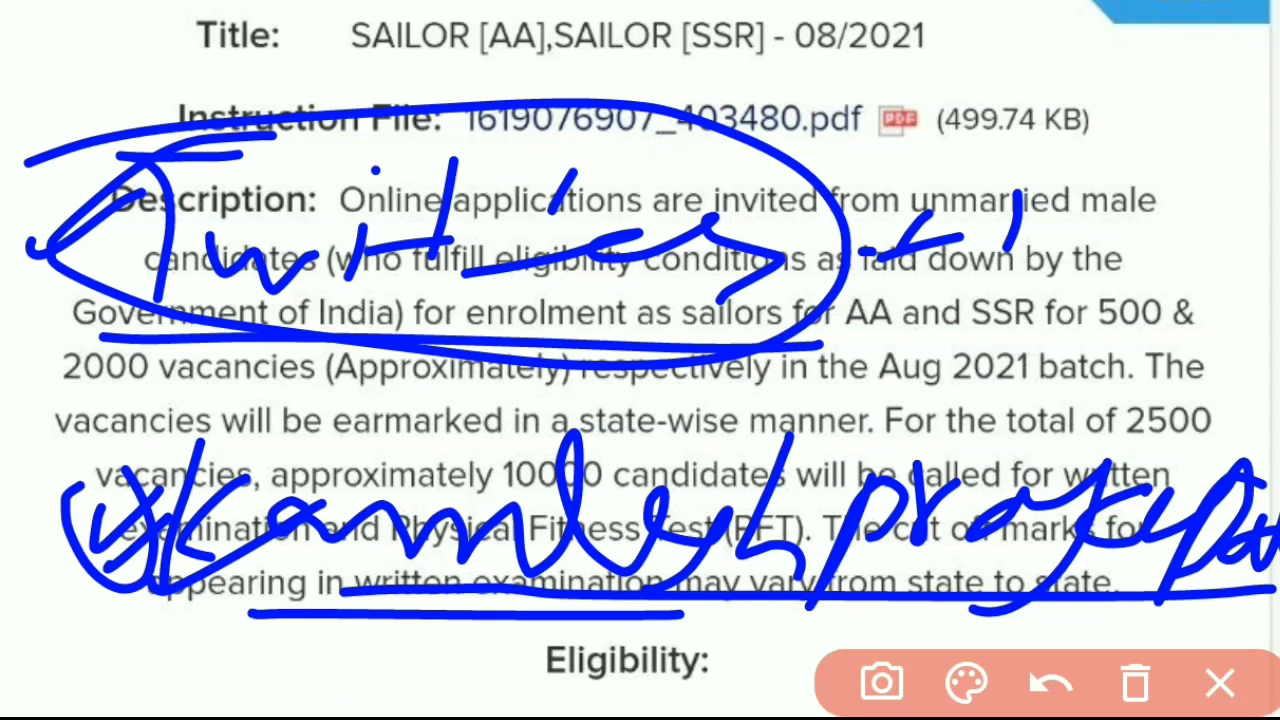 Title: SAILOR [AA],SAILOR [SSR] - 08/2021
Instruction File: 1619076907_403480.pdf PDF (499.74 KB)
Description: Online applications are invited from unmarried male
candidates (who fulfill eligibility conditions as laid down by the
Government of India) for enrolment as sailors for AA and SSR for 500 &
2000 vacancies (Approximately) respectively in the Aug 2021 batch. The
vacancies will be earmarked in a state-wise manner. For the total of 2500
vacancies, approximately 10000 candidates will be called for written
examination and Physical Fitness Test (PFT). The cut off marks for
appearing in written examination may vary from state to state.
Eligibility: